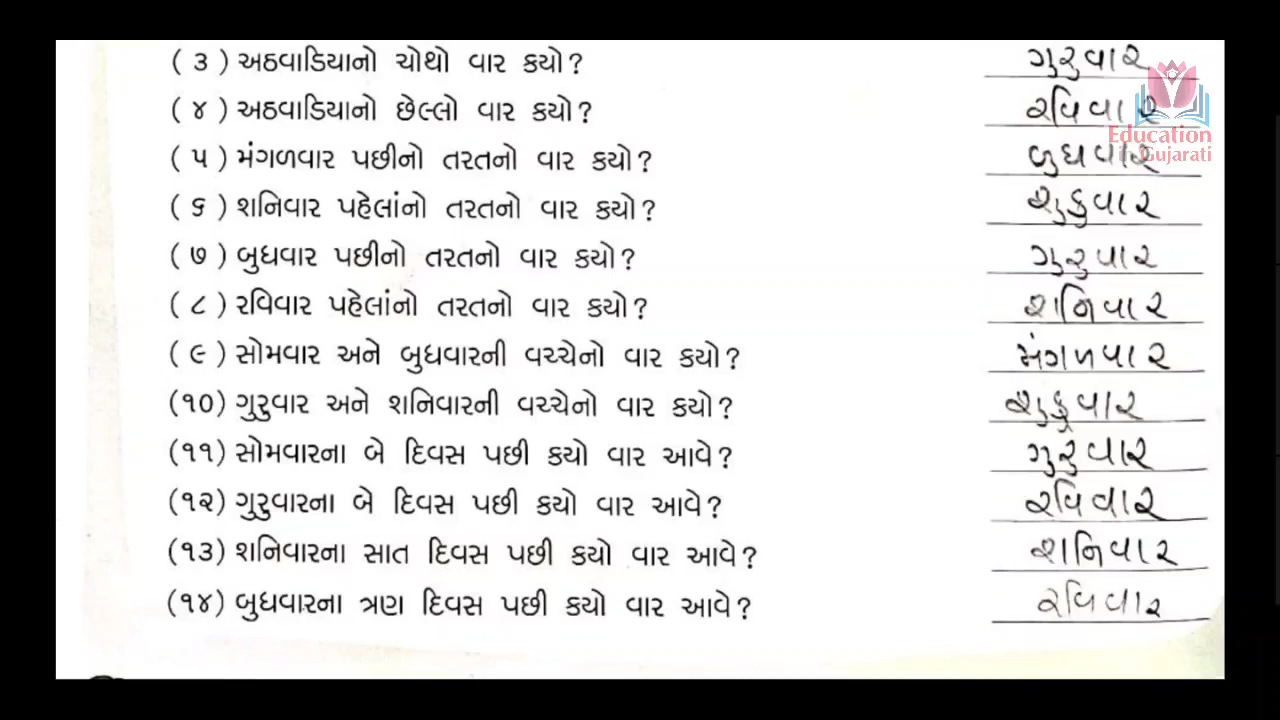 ( ૩ ) અઠવાડિયાનો ચોથો વાર કયો? ગુરુવાર
( ૪ ) અઠવાડિયાનો છેલ્લો વાર કયો? રવિવાર
Education
Gujarati
( ૫ ) મંગળવાર પછીનો તરતનો વાર કયો? બુધવાર
( ૬ ) શનિવાર પહેલાંનો તરતનો વાર કયો? શુક્રવાર
( ૭ ) બુધવાર પછીનો તરતનો વાર કયો? ગુરુવાર
( ૮ ) રવિવાર પહેલાંનો તરતનો વાર કયો? શનિવાર
( ૯ ) સોમવાર અને બુધવારની વચ્ચેનો વાર કયો? મંગળવાર
(૧૦) ગુરુવાર અને શનિવારની વચ્ચેનો વાર કયો? શુક્રવાર
(૧૧) સોમવારના બે દિવસ પછી કયો વાર આવે? ગુરુવાર
(૧૨) ગુરુવારના બે દિવસ પછી કયો વાર આવે? રવિવાર
(૧૩) શનિવારના સાત દિવસ પછી કયો વાર આવે? શનિવાર
(૧૪) બુધવારના ત્રણ દિવસ પછી કયો વાર આવે? રવિવાર